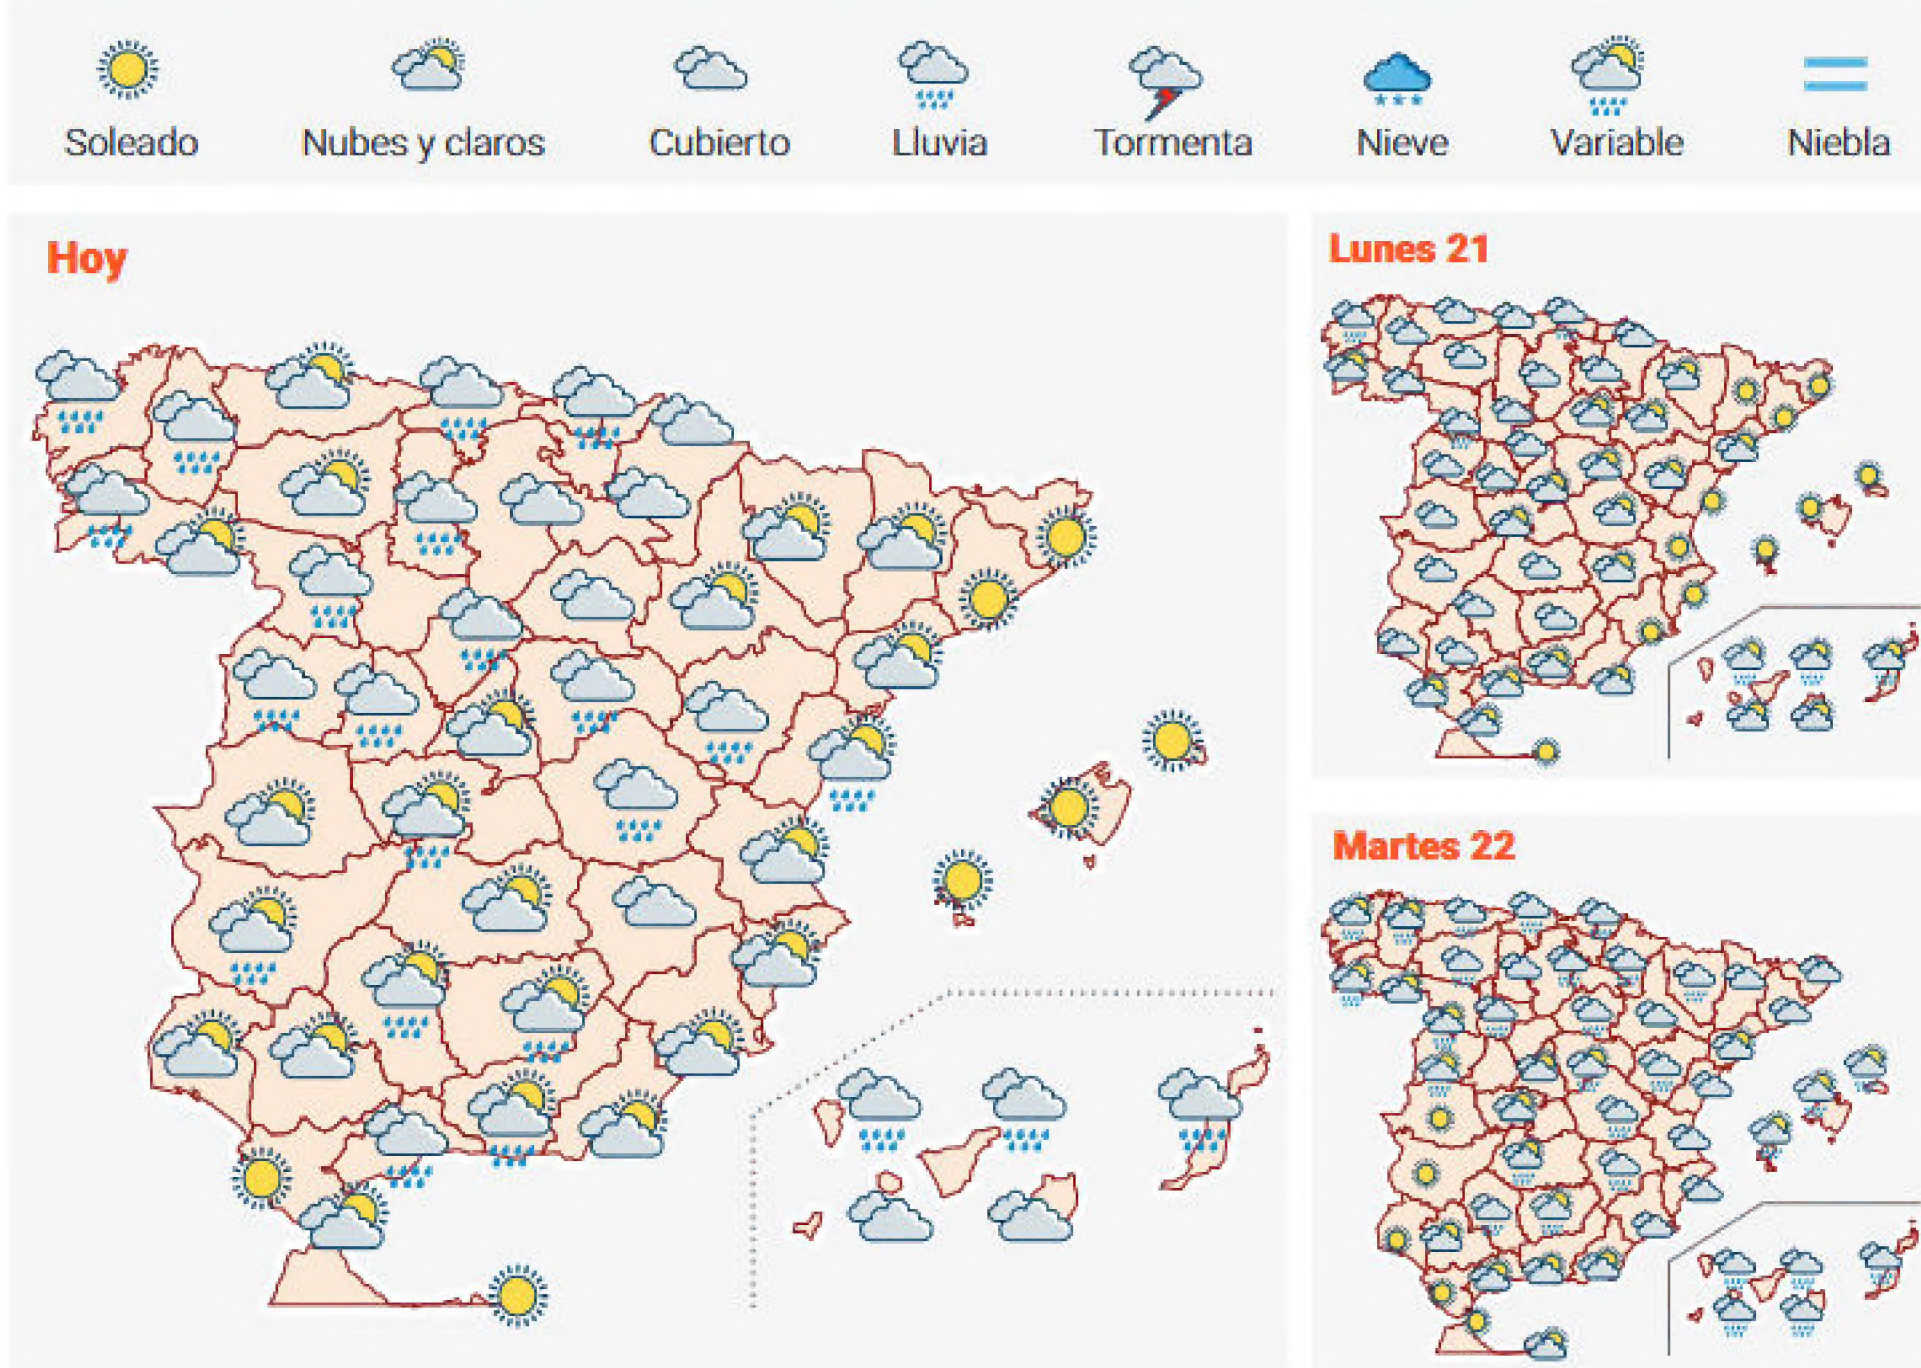 Soleado
Nubes y claros
Cubierto
Lluvia
Tormenta
Nieve
Variable
Niebla
Hoy
Lunes 21
Martes 22